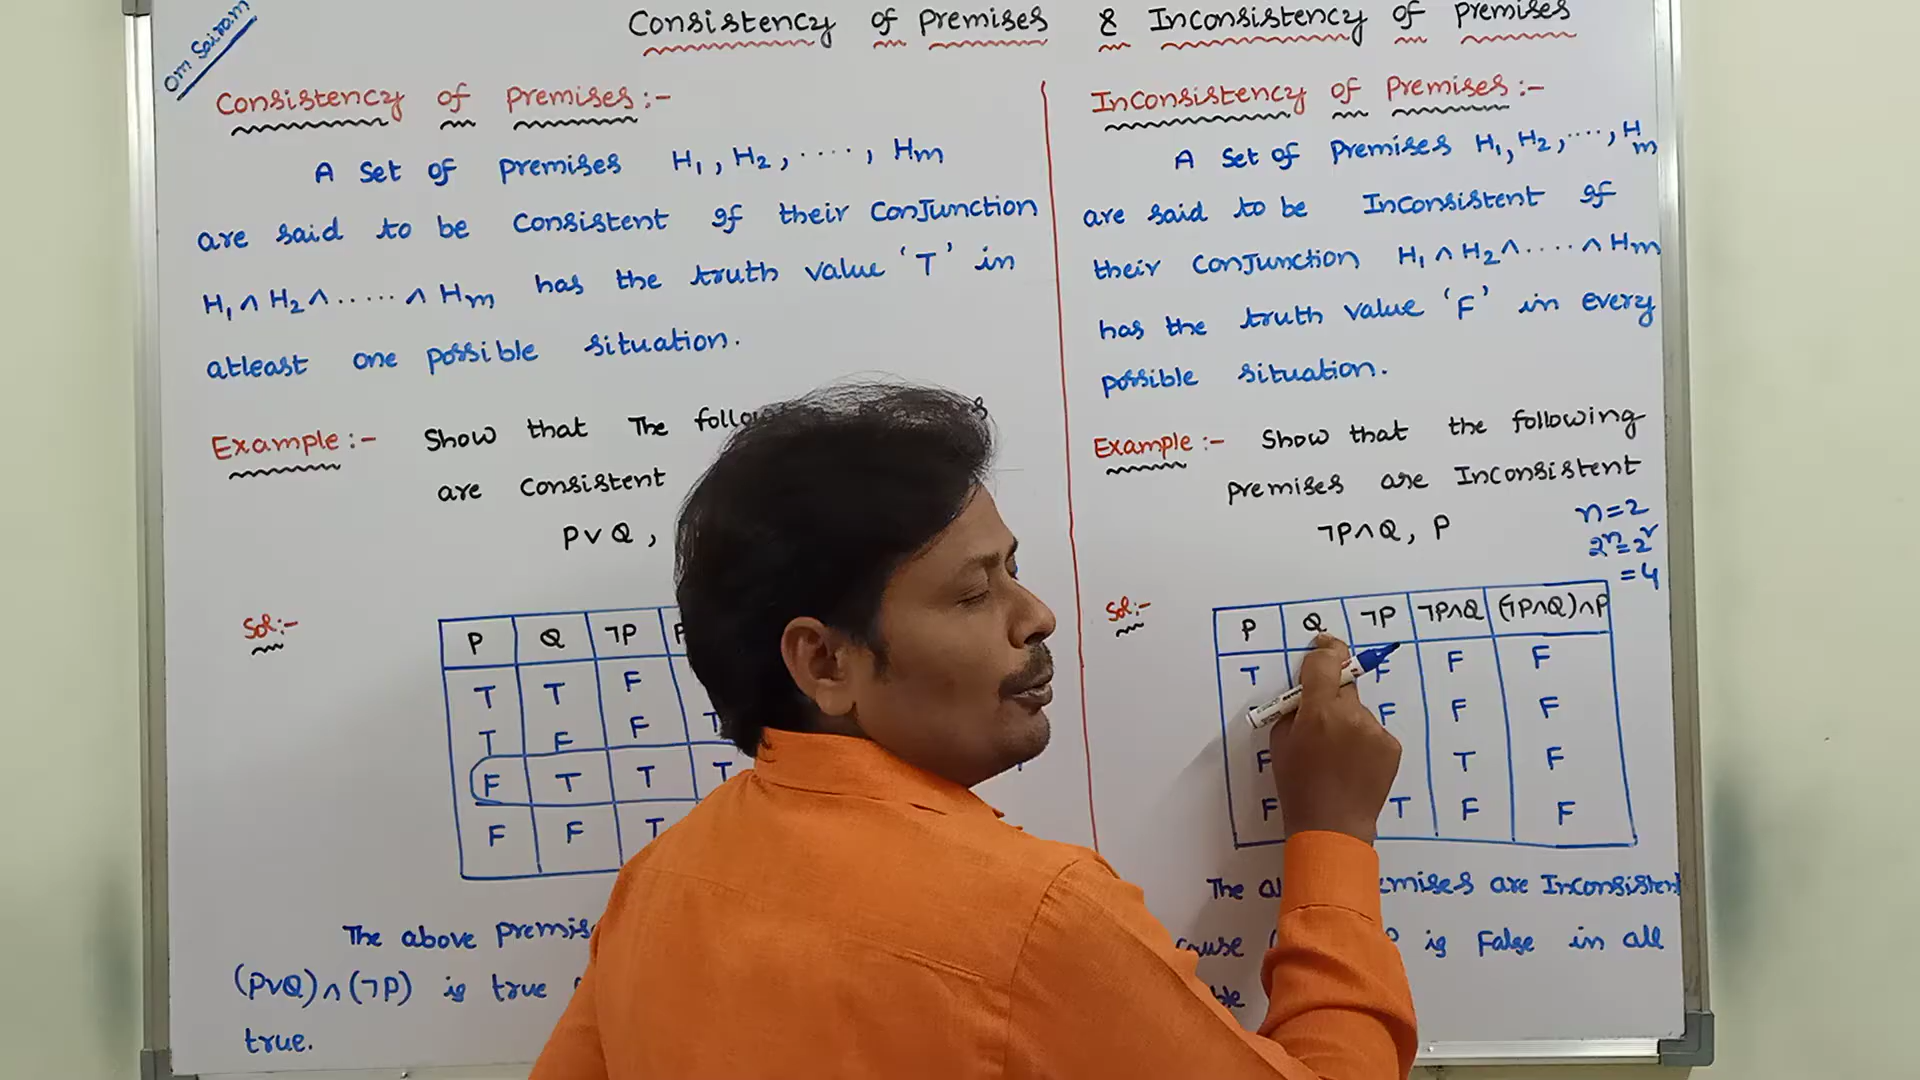 Om Sairam
Consistency of premises & Inconsistency of premises
Consistency of premises :-
A set of premises H1, H2, ....., Hm
are said to be consistent If their Conjunction
H1 ∧ H2 ∧ ..... ∧ Hm has the truth value 'T' in
atleast one possible situation.
Example :- Show that The
are Consistent
P ∨ Q ,
Sol:-
P Q ¬P
T T F
T F F T
F T T T
F F T
The above
(P∨Q)∧(¬P) is true
true.
Inconsistency of premises :-
A set of premises H1, H2, ....., Hm
are said to be Inconsistent If
their Conjunction H1 ∧ H2 ∧ ..... ∧ Hm
has the truth value 'F' in every
possible situation.
Example :- Show that the following
premises are Inconsistent
¬P∧Q, P
n=2
2^n=2^2
=4
Sol:-
P Q ¬P ¬P∧Q (¬P∧Q)∧P
T F F F
F F F
F T F
F T F F
The are Inconsistent
is False in all